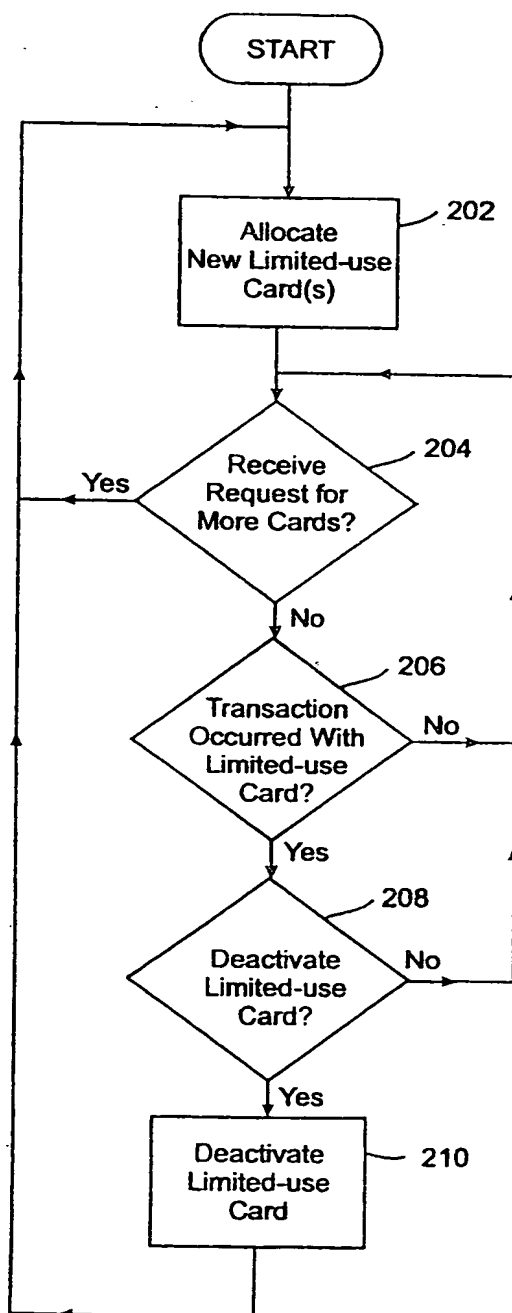 START
202
Allocate
New Limited-use
Card(s)
204
Receive
Request for
More Cards?
Yes
No
206
Transaction
Occurred With
Limited-use
Card?
No
Yes
208
Deactivate
Limited-use
Card?
No
Yes
210
Deactivate
Limited-use
Card